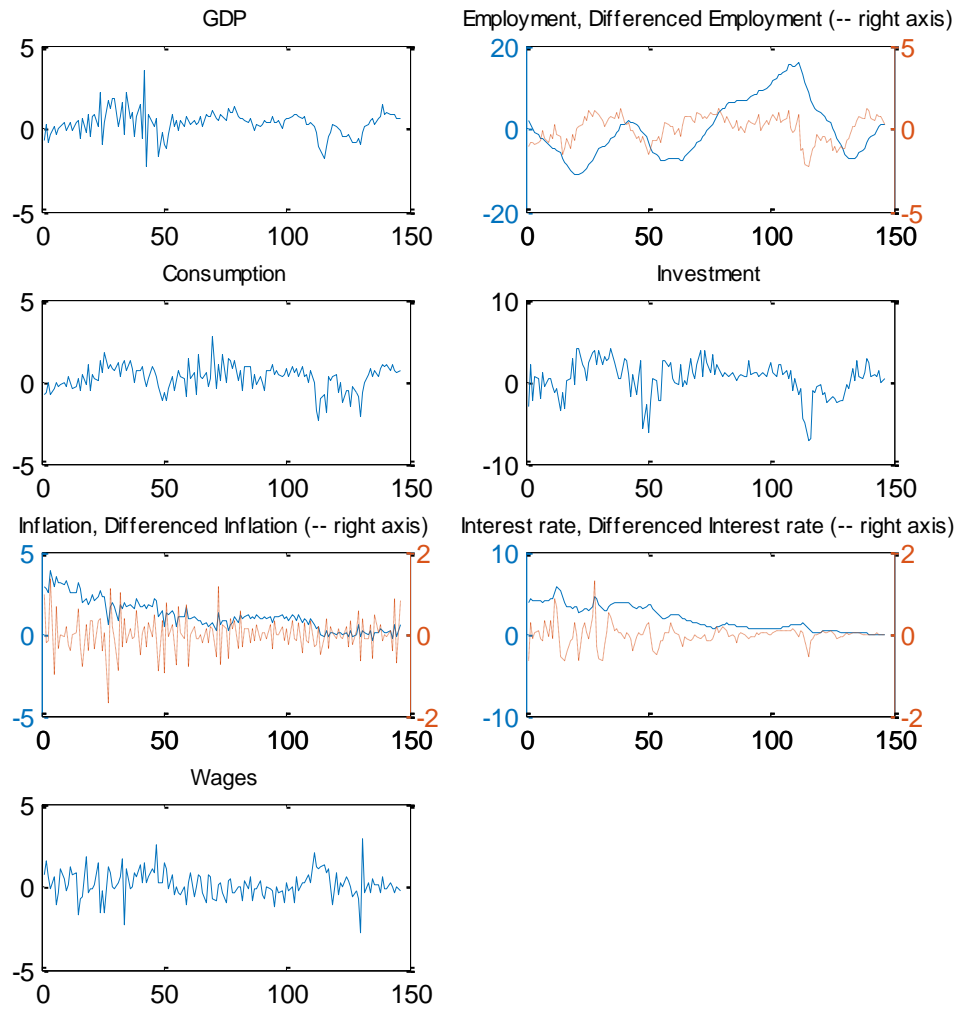 GDP
5
0
-5
0 50 100 150
Employment, Differenced Employment (-- right axis)
20 5
0 0
-20 -5
0 50 100 150
Consumption
5
0
-5
0 50 100 150
Investment
10
0
-10
0 50 100 150
Inflation, Differenced Inflation (-- right axis)
5 2
0 0
-5 -2
0 50 100 150
Interest rate, Differenced Interest rate (-- right axis)
10 2
0 0
-10 -2
0 50 100 150
Wages
5
0
-5
0 50 100 150